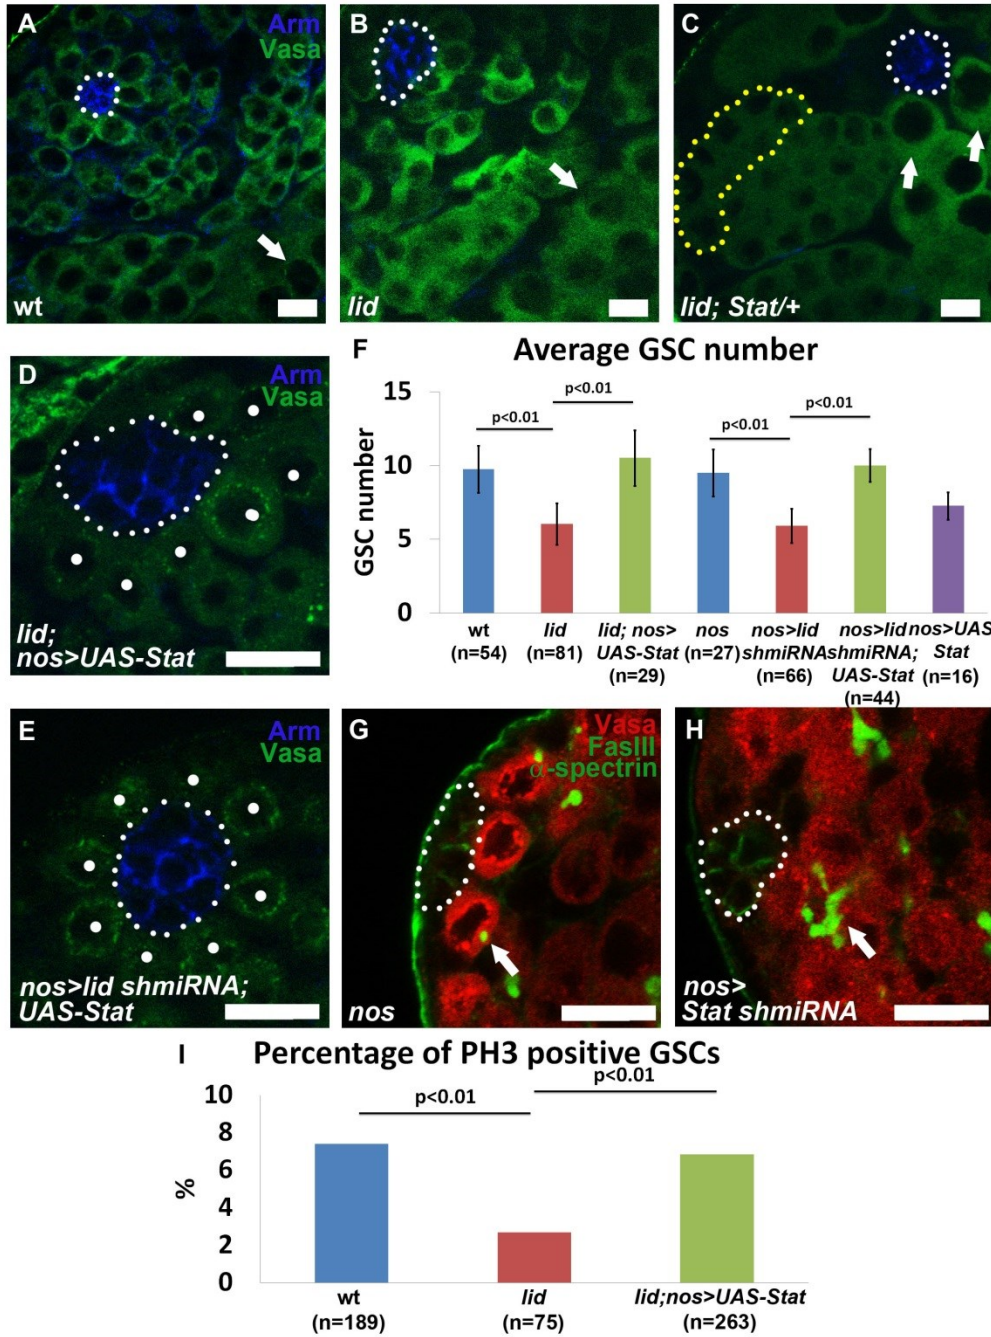 A
Arm
Vasa
wt
B
lid
C
lid; Stat/+
D
Arm
Vasa
lid;
nos>UAS-Stat
F
Average GSC number
15
10
5
0
GSC number
p<0.01
p<0.01
p<0.01
p<0.01
wt
(n=54)
lid
(n=81)
lid; nos>
UAS-Stat
(n=29)
nos
(n=27)
nos>lid
shmiRNA
(n=66)
nos>lid
shmiRNA;
UAS-Stat
(n=44)
nos>UAS
Stat
(n=16)
E
Arm
Vasa
nos>lid shmiRNA;
UAS-Stat
G
Vasa
FasIII
α-spectrin
nos
H
nos>
Stat shmiRNA
I
Percentage of PH3 positive GSCs
10
8
6
4
2
0
%
p<0.01
p<0.01
wt
(n=189)
lid
(n=75)
lid;nos>UAS-Stat
(n=263)